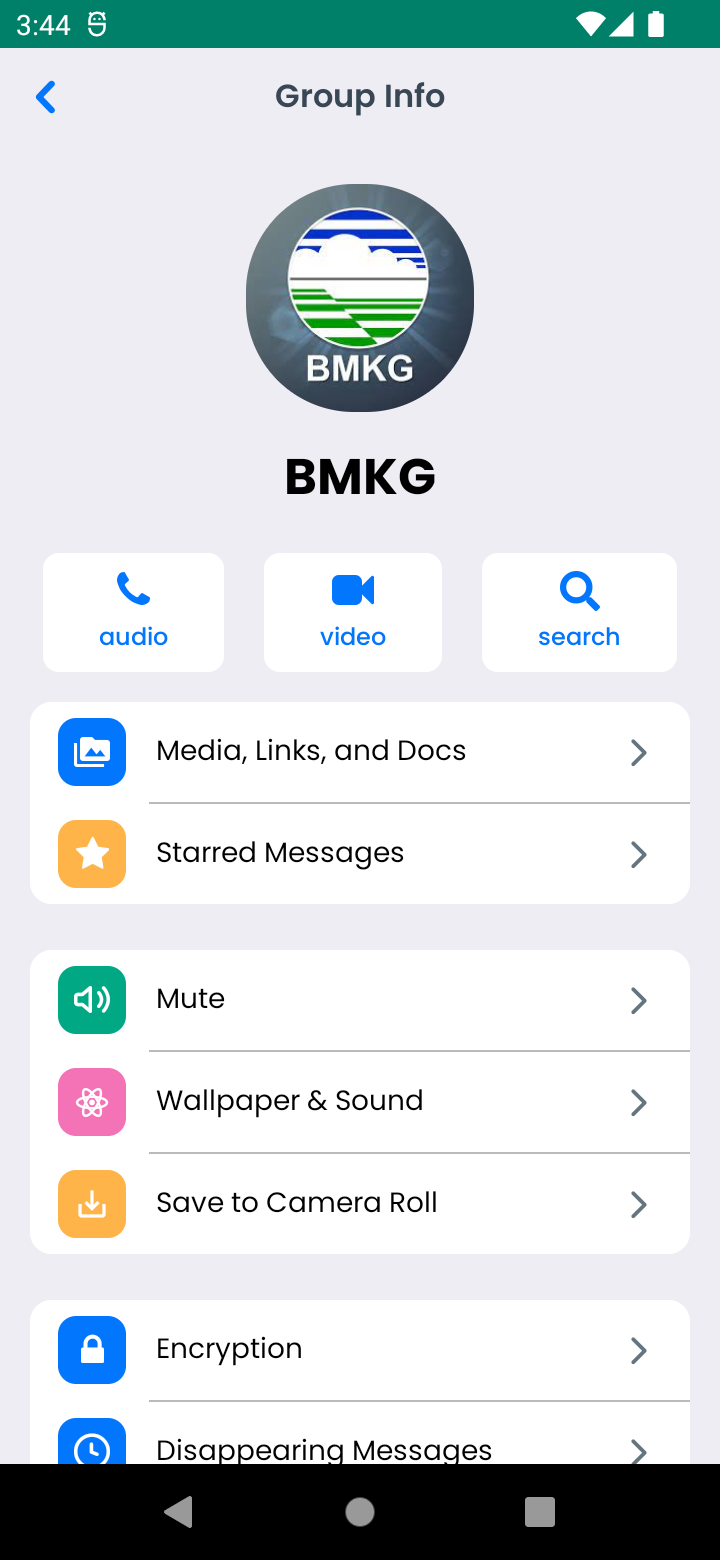 3:44
Group Info
BMKG
BMKG
audio
video
search
Media, Links, and Docs
Starred Messages
Mute
Wallpaper & Sound
Save to Camera Roll
Encryption
Disappearing Messages